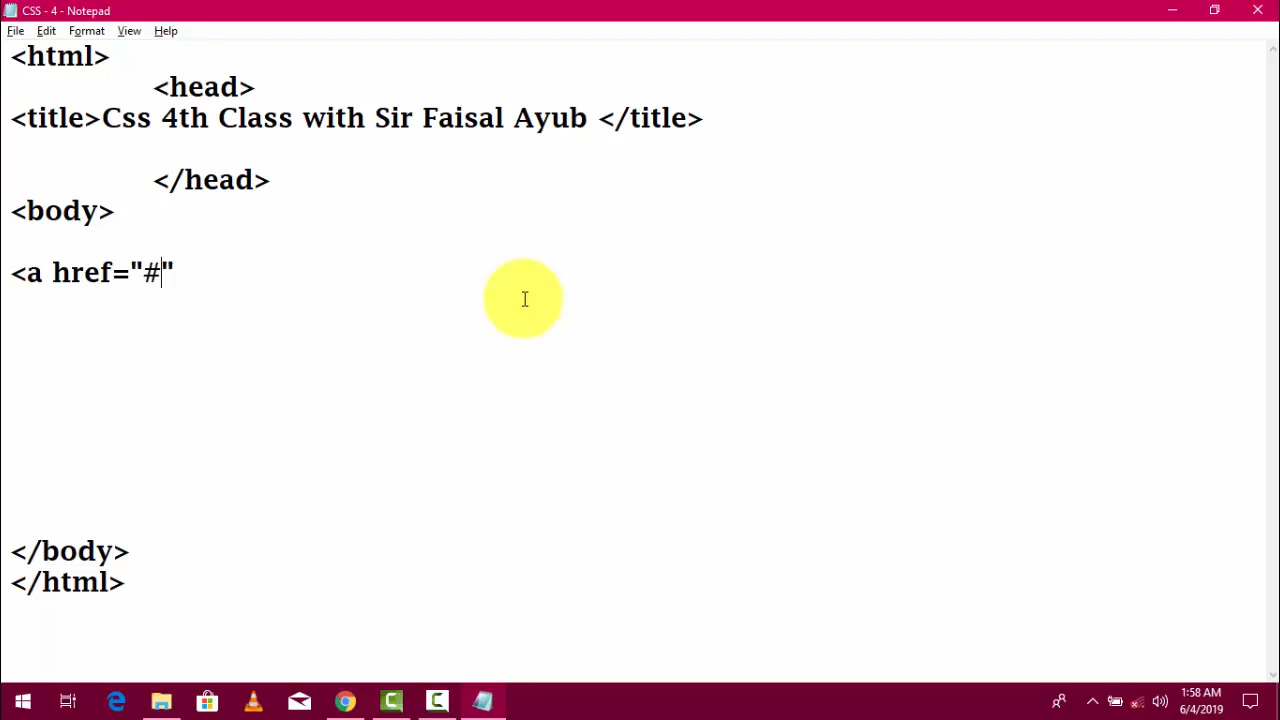 CSS - 4 - Notepad
File Edit Format View Help
<html>
<head>
<title>Css 4th Class with Sir Faisal Ayub </title>
</head>
<body>
<a href="#"
</body>
</html>
1:58 AM
6/4/2019